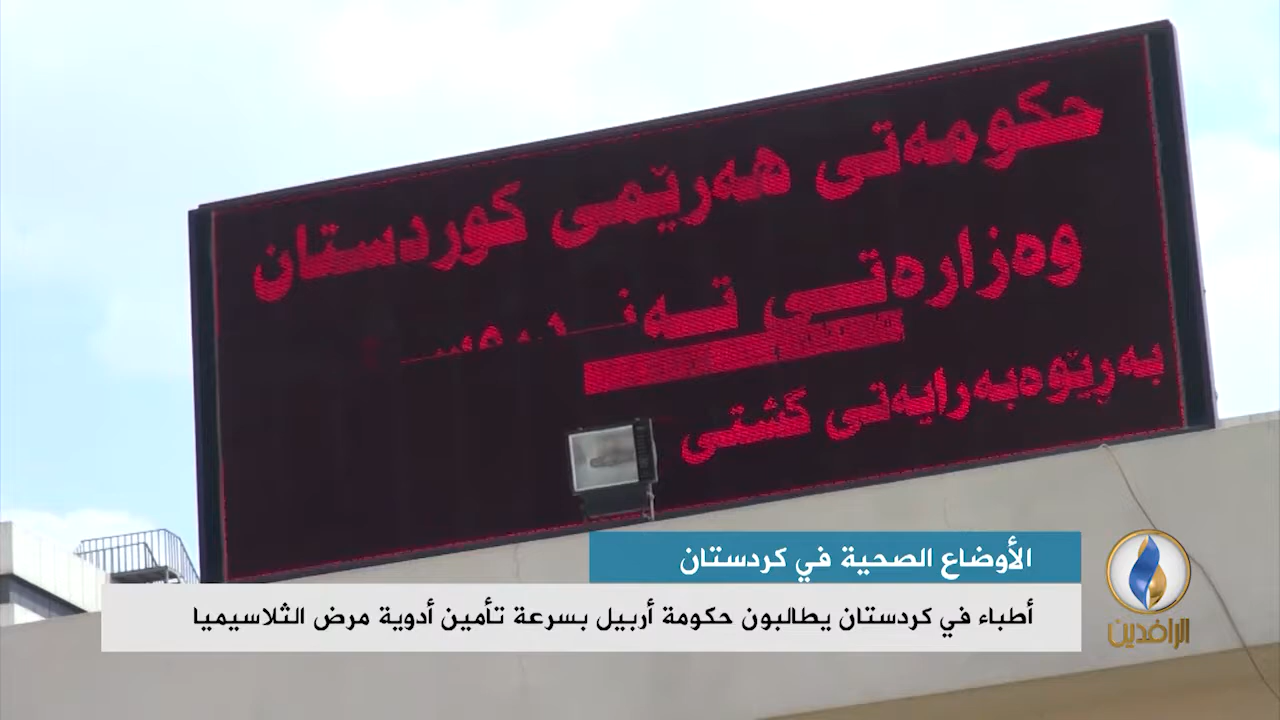 حکومەتی هەرێمی کوردستان
وەزارەتی
بەڕێوەبەرایەتی گشتی
الأوضاع الصحية في كردستان
أطباء في كردستان يطالبون حكومة أربيل بسرعة تأمين أدوية مرض الثلاسيميا
الرافدين